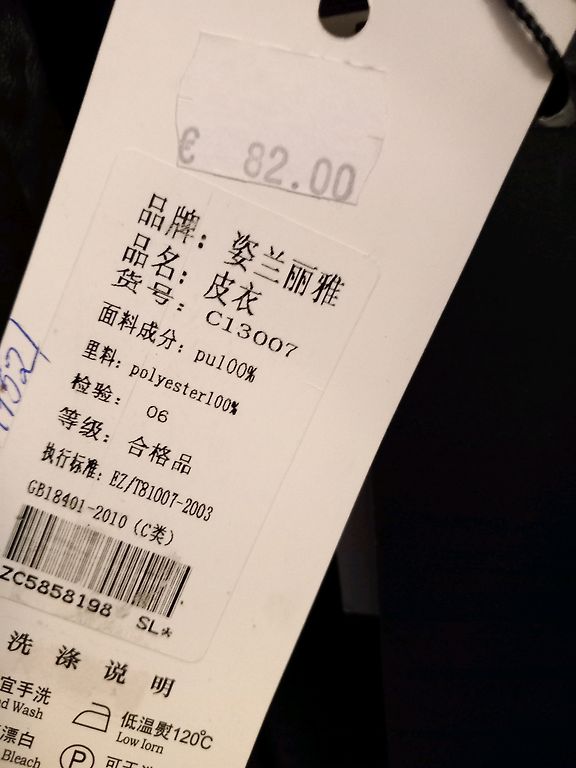 € 82.00
品牌: 姿兰丽雅
品名: 皮衣
货号: C13007
面料成分: pu100%
里料: polyester100%
检验: 06
等级: 合格品
执行标准: EZ/T81007-2003
GB18401-2010 (C类)
ZC5858198 SL*
洗涤说明
宜手洗
d Wash
低温熨120℃
Low Iorn
漂白
Bleach
P